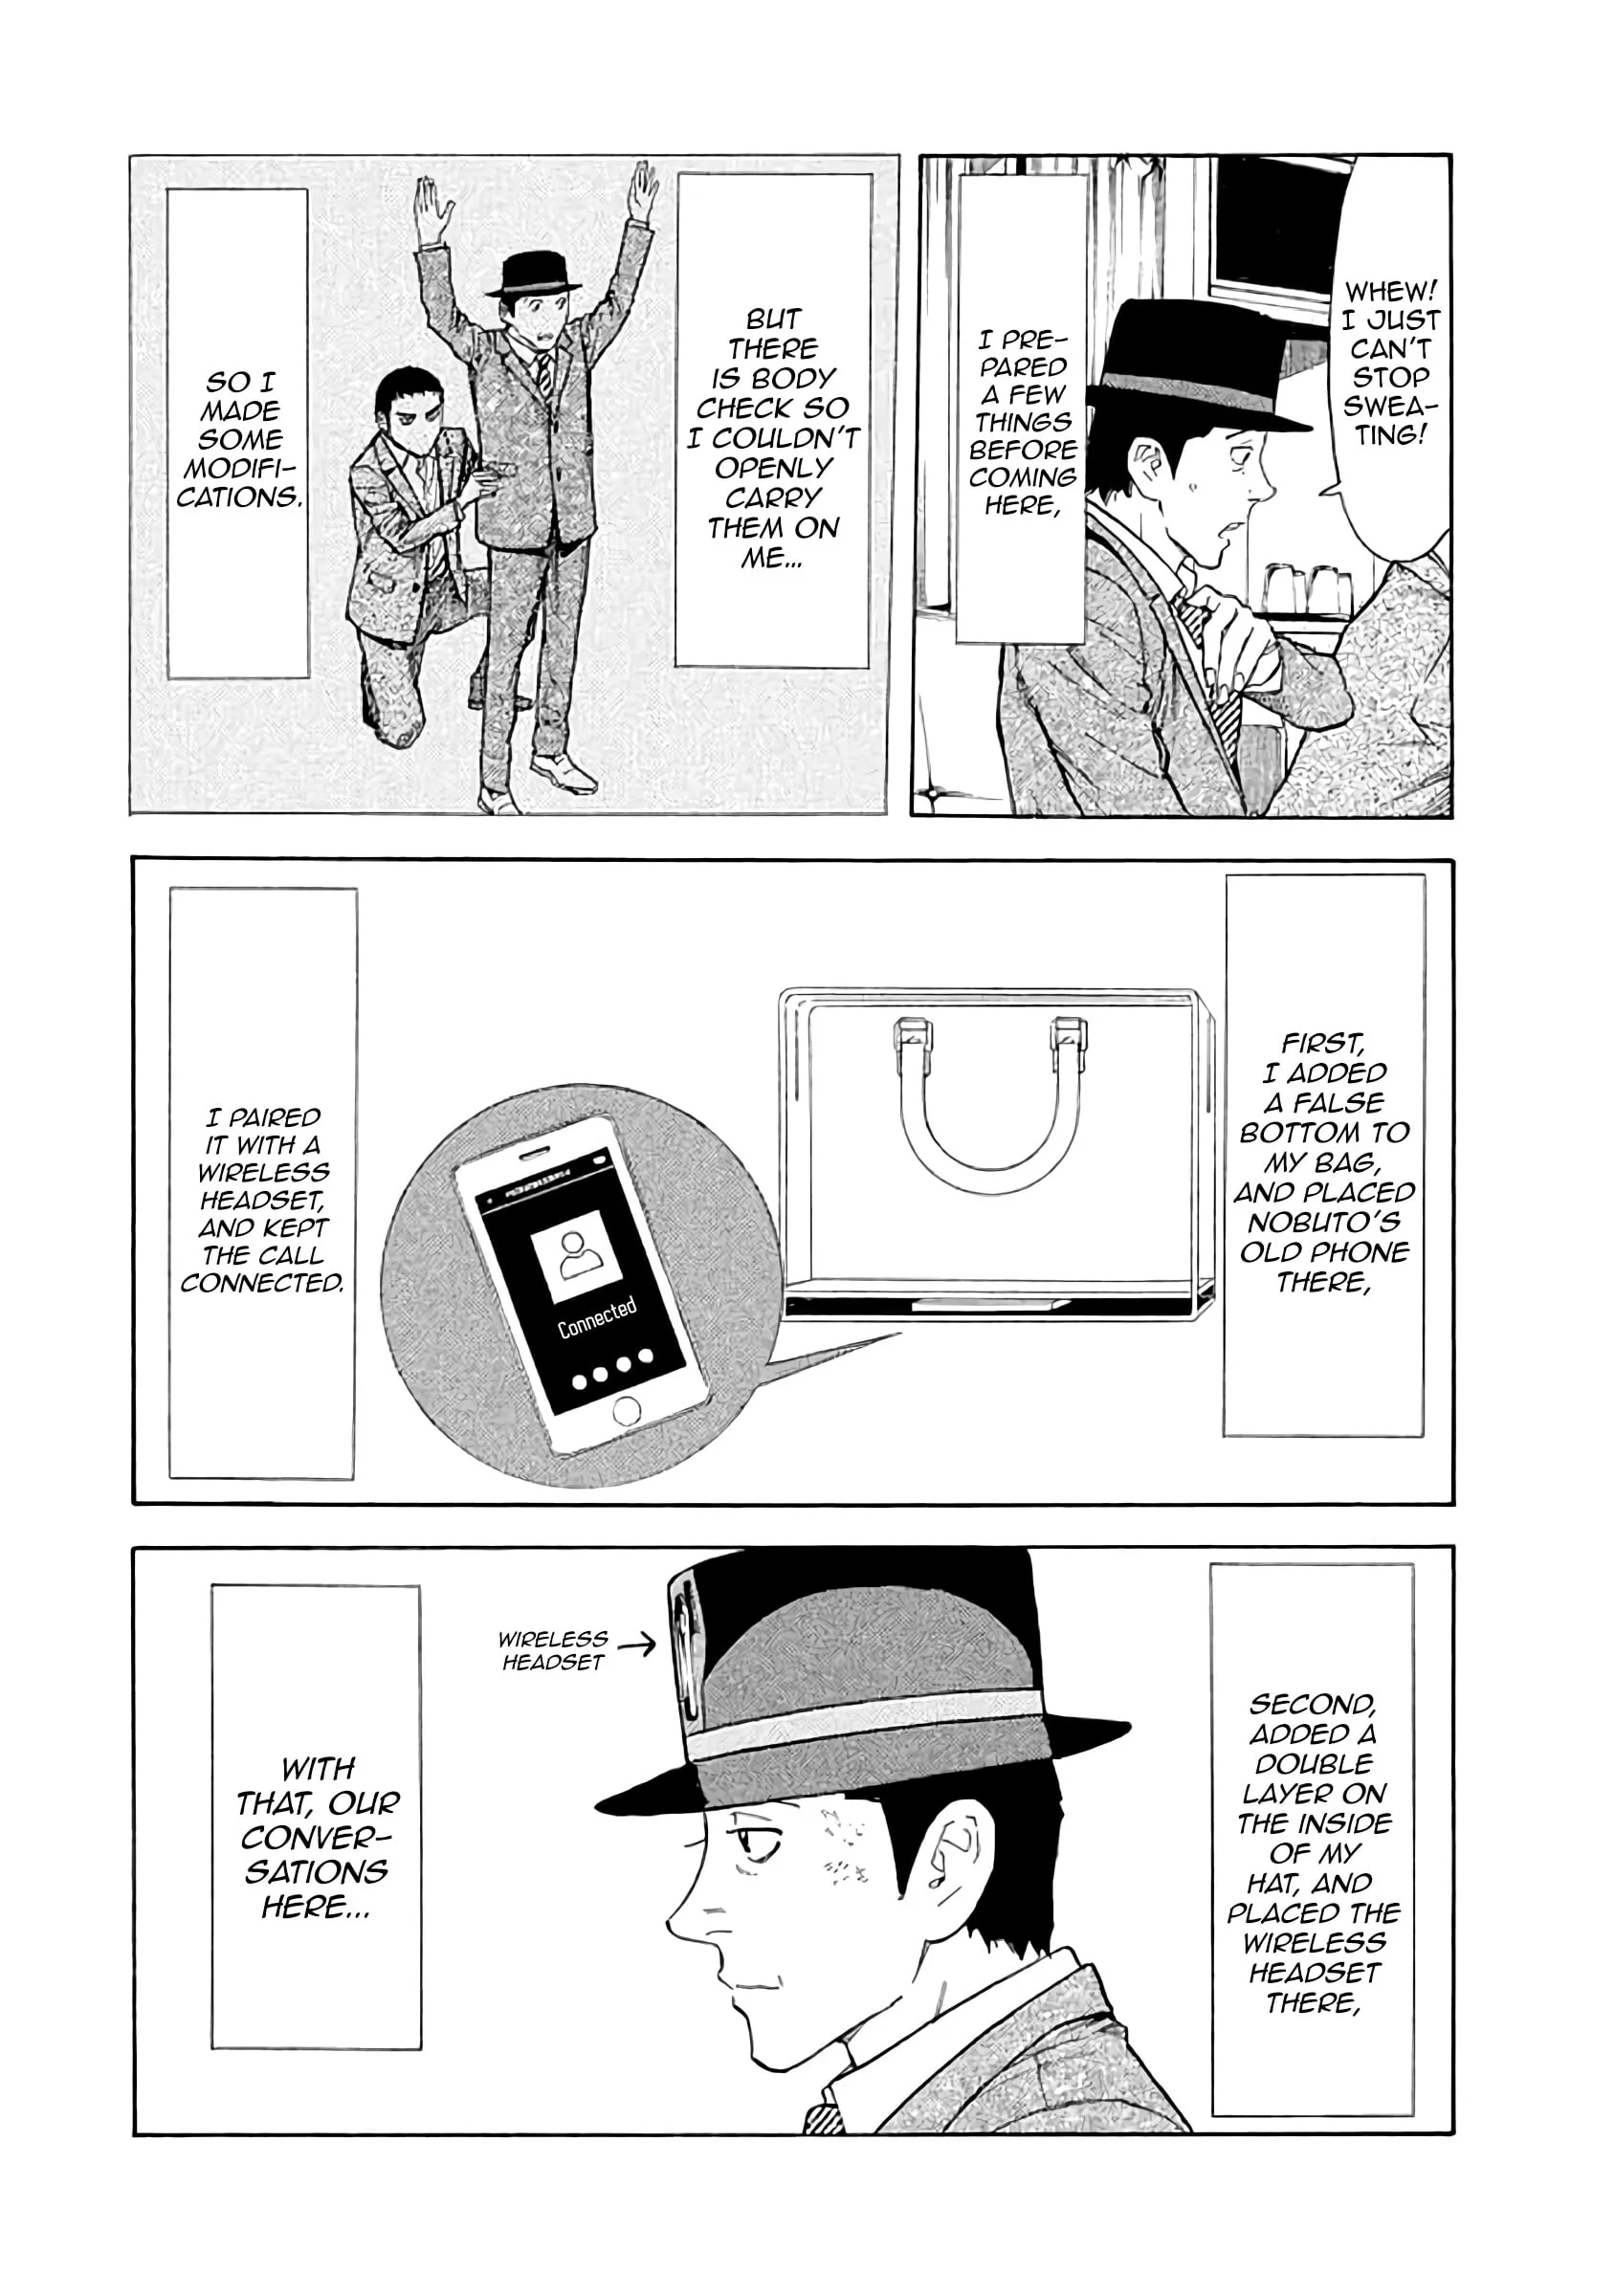 WHEW!
I JUST
CAN'T
STOP
SWEA-
TING!
I PRE-
PARED
A FEW
THINGS
BEFORE
COMING
HERE,
BUT
THERE
IS BODY
CHECK SO
I COULDN'T
OPENLY
CARRY
THEM ON
ME...
SO I
MADE
SOME
MODIFI-
CATIONS.
FIRST,
I ADDED
A FALSE
BOTTOM TO
MY BAG,
AND PLACED
NOBUTO'S
OLD PHONE
THERE,
Connected
I PAIRED
IT WITH A
WIRELESS
HEADSET,
AND KEPT
THE CALL
CONNECTED.
SECOND,
ADDED A
DOUBLE
LAYER ON
THE INSIDE
OF MY
HAT, AND
PLACED THE
WIRELESS
HEADSET
THERE,
WIRELESS
HEADSET
WITH
THAT, OUR
CONVER-
SATIONS
HERE...